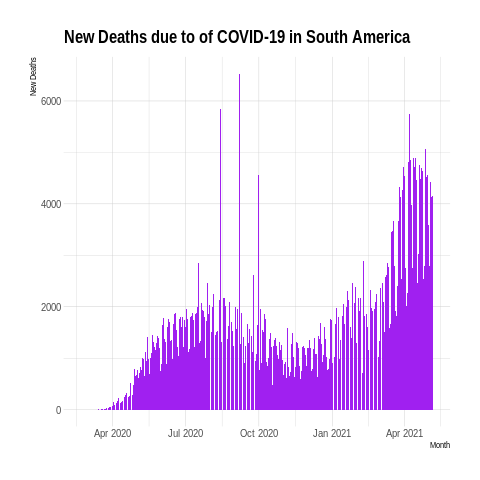 New Deaths due to of COVID-19 in South America
New Deaths
6000
4000
2000
0
Apr 2020 Jul 2020 Oct 2020 Jan 2021 Apr 2021
Month